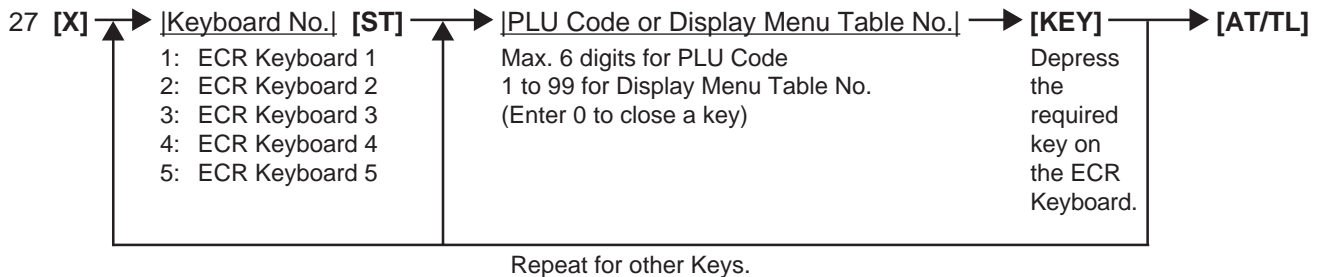 27 [X] |Keyboard No.| [ST] |PLU Code or Display Menu Table No.| [KEY] [AT/TL]
1: ECR Keyboard 1
2: ECR Keyboard 2
3: ECR Keyboard 3
4: ECR Keyboard 4
5: ECR Keyboard 5
Max. 6 digits for PLU Code
1 to 99 for Display Menu Table No.
(Enter 0 to close a key)
Depress
the
required
key on
the ECR
Keyboard.
Repeat for other Keys.